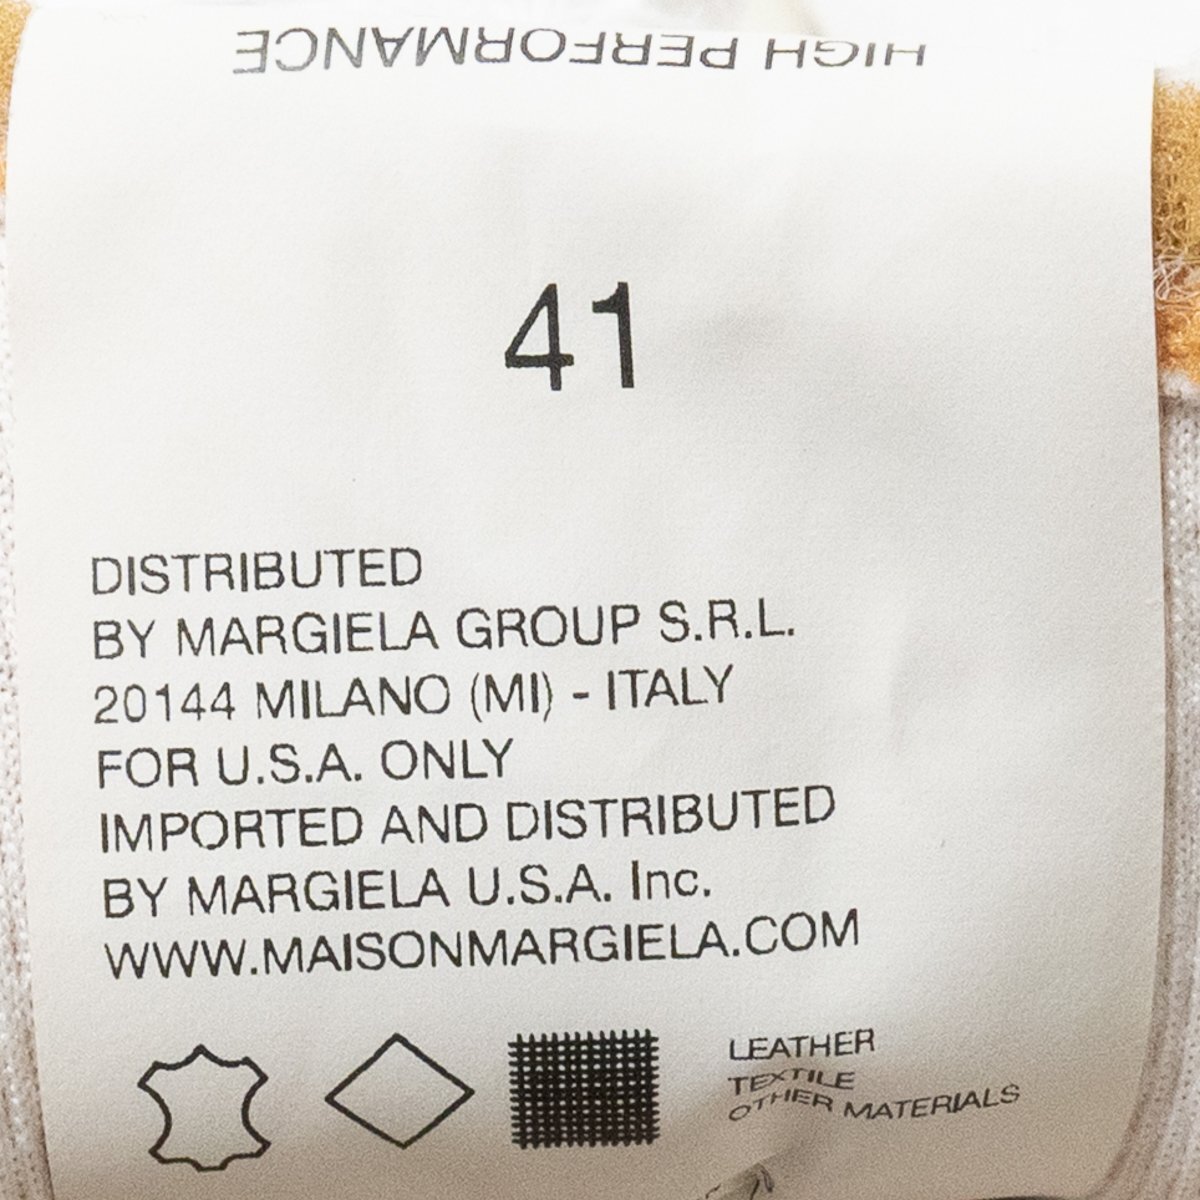 HIGH PERFORMANCE
41
DISTRIBUTED
BY MARGIELA GROUP S.R.L.
20144 MILANO (MI) - ITALY
FOR U.S.A. ONLY
IMPORTED AND DISTRIBUTED
BY MARGIELA U.S.A. Inc.
WWW.MAISONMARGIELA.COM
LEATHER
TEXTILE
OTHER MATERIALS